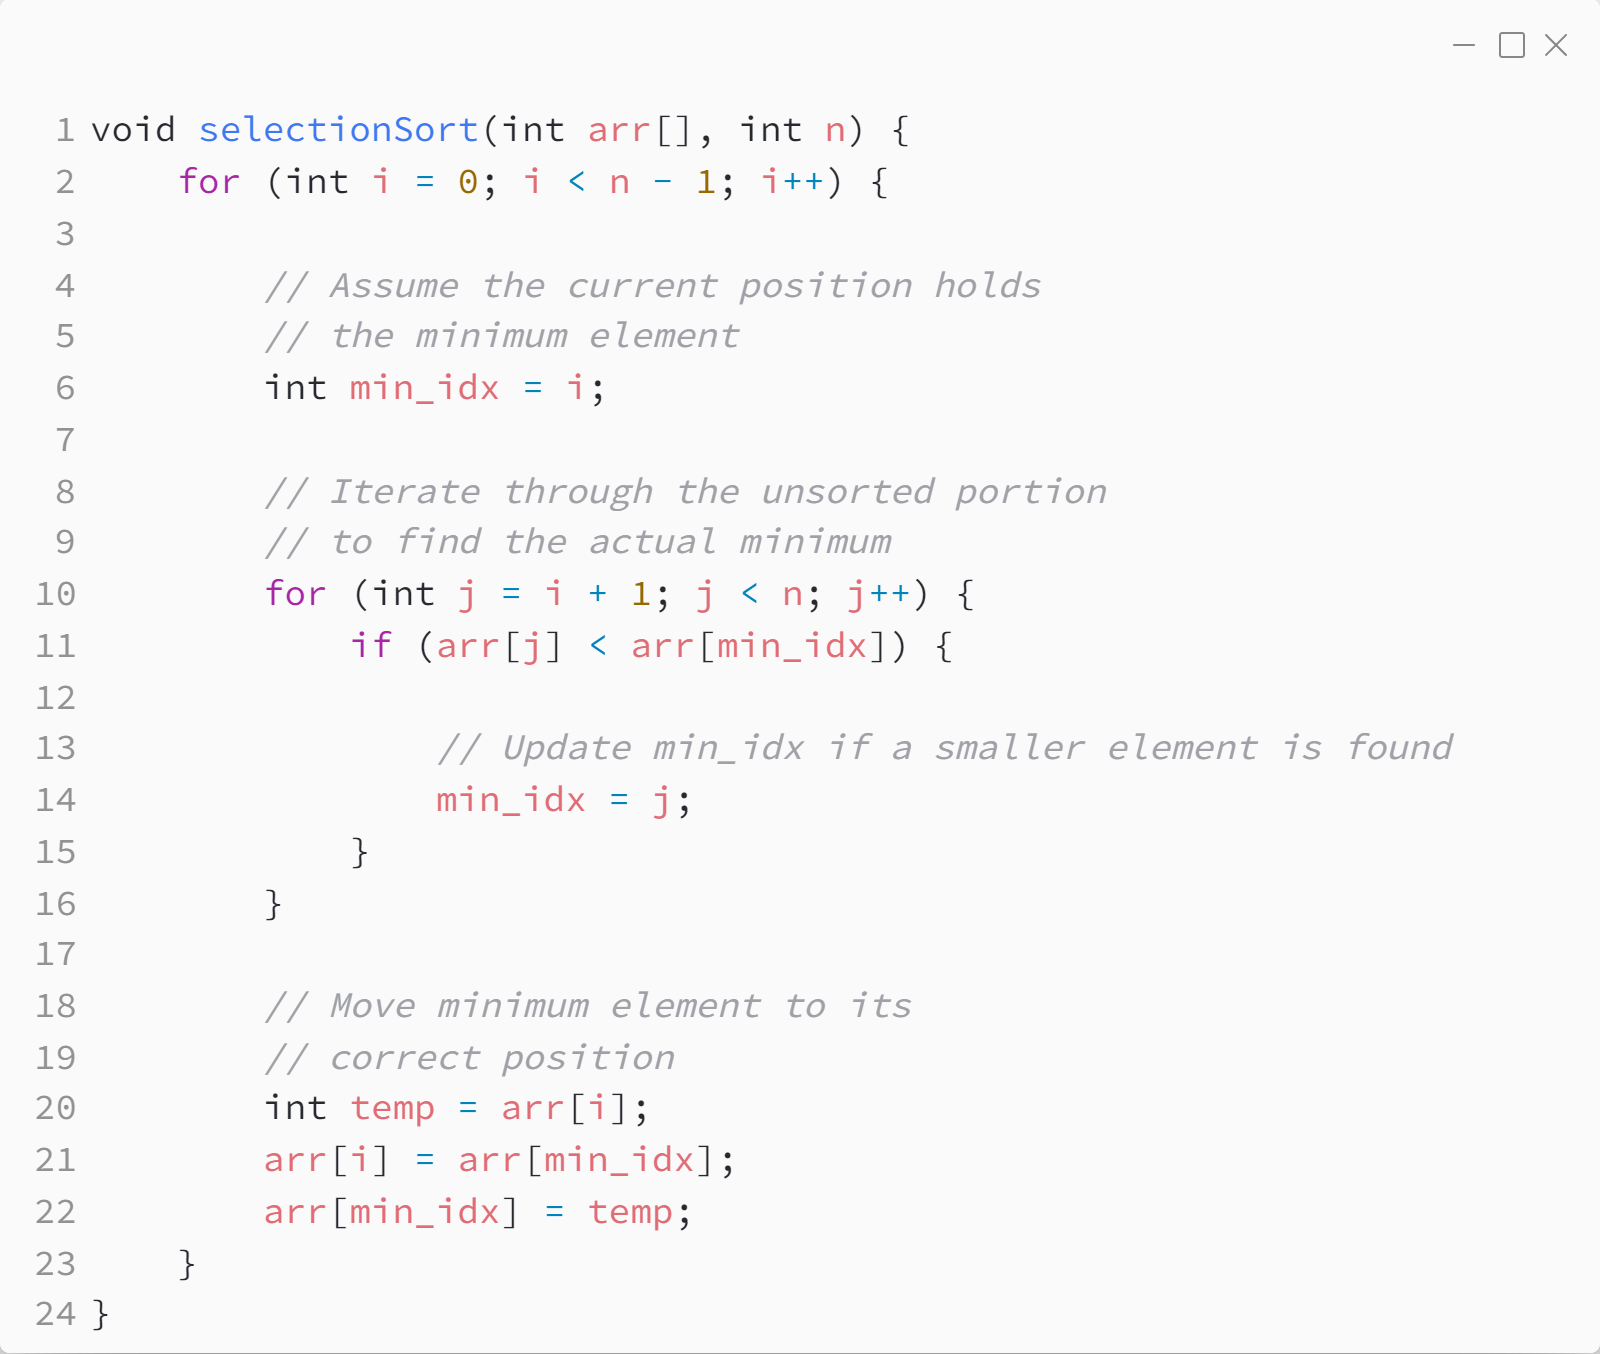 1 void selectionSort(int arr[], int n) {
2     for (int i = 0; i < n - 1; i++) {
3
4         // Assume the current position holds
5         // the minimum element
6         int min_idx = i;
7
8         // Iterate through the unsorted portion
9         // to find the actual minimum
10         for (int j = i + 1; j < n; j++) {
11             if (arr[j] < arr[min_idx]) {
12
13                 // Update min_idx if a smaller element is found
14                 min_idx = j;
15             }
16         }
17
18         // Move minimum element to its
19         // correct position
20         int temp = arr[i];
21         arr[i] = arr[min_idx];
22         arr[min_idx] = temp;
23     }
24 }